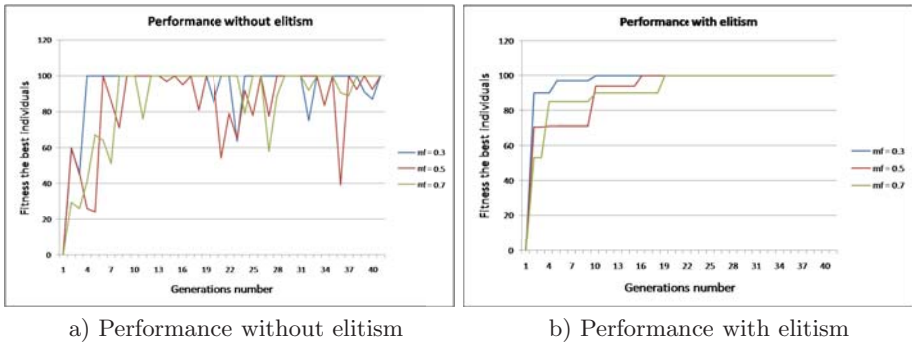 Performance without elitism
120
100
80
60
40
20
0
Fitness the best individuals
1 4 7 10 13 16 19 22 25 28 31 34 37 40
Generations number
mf = 0.3
mf = 0.5
mf = 0.7
a) Performance without elitism
Performance with elitism
120
100
80
60
40
20
0
Fitness the best individuals
1 4 7 10 13 16 19 22 25 28 31 34 37 40
Generations number
mf = 0.3
mf = 0.5
mf = 0.7
b) Performance with elitism